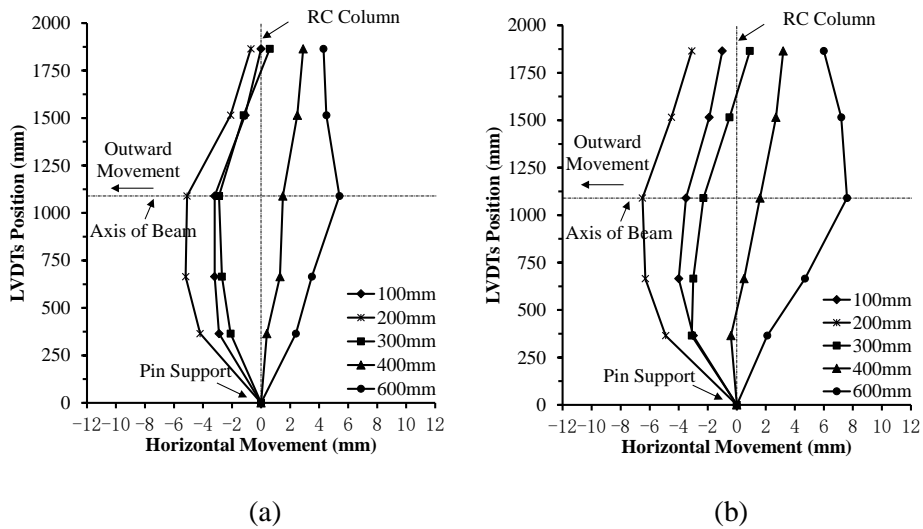 2000
RC Column
1750
1500
1250
Outward
Movement
1000
Axis of Beam
750
500
250
0
LVDTs Position (mm)
100mm
200mm
300mm
400mm
600mm
Pin Support
-12 -10 -8 -6 -4 -2 0 2 4 6 8 10 12
Horizontal Movement (mm)
(a)
2000
RC Column
1750
1500
1250
Outward
Movement
1000
Axis of Beam
750
500
250
0
LVDTs Position (mm)
100mm
200mm
300mm
400mm
600mm
Pin Support
-12 -10 -8 -6 -4 -2 0 2 4 6 8 10 12
Horizontal Movement (mm)
(b)